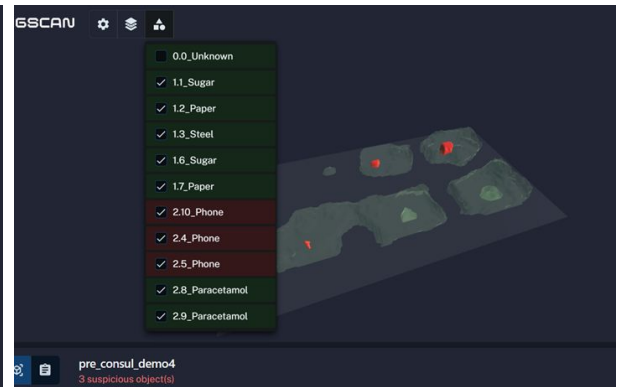 GSCAN
0.0_Unknown
1.1_Sugar
1.2_Paper
1.3_Steel
1.6_Sugar
1.7_Paper
2.10_Phone
2.4_Phone
2.5_Phone
2.8_Paracetamol
2.9_Paracetamol
pre_consul_demo4
3 suspicious object(s)